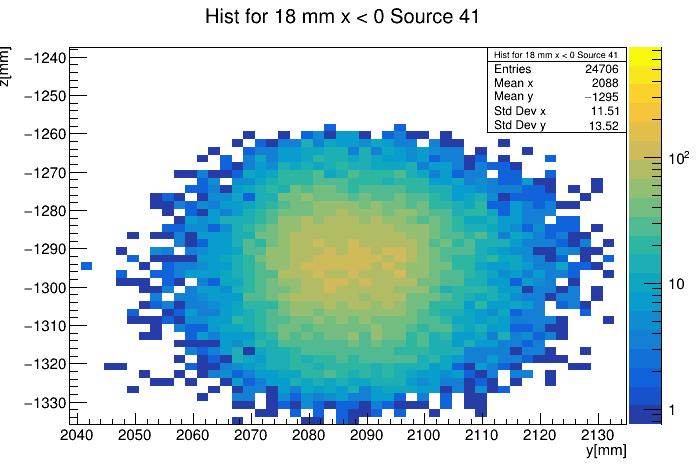 Hist for 18 mm x < 0 Source 41
z[mm]
−1240
−1250
−1260
−1270
−1280
−1290
−1300
−1310
−1320
−1330
Hist for 18 mm x < 0 Source 41
Entries 24706
Mean x 2088
Mean y −1295
Std Dev x 11.51
Std Dev y 13.52
10²
10
1
2040 2050 2060 2070 2080 2090 2100 2110 2120 2130
y[mm]